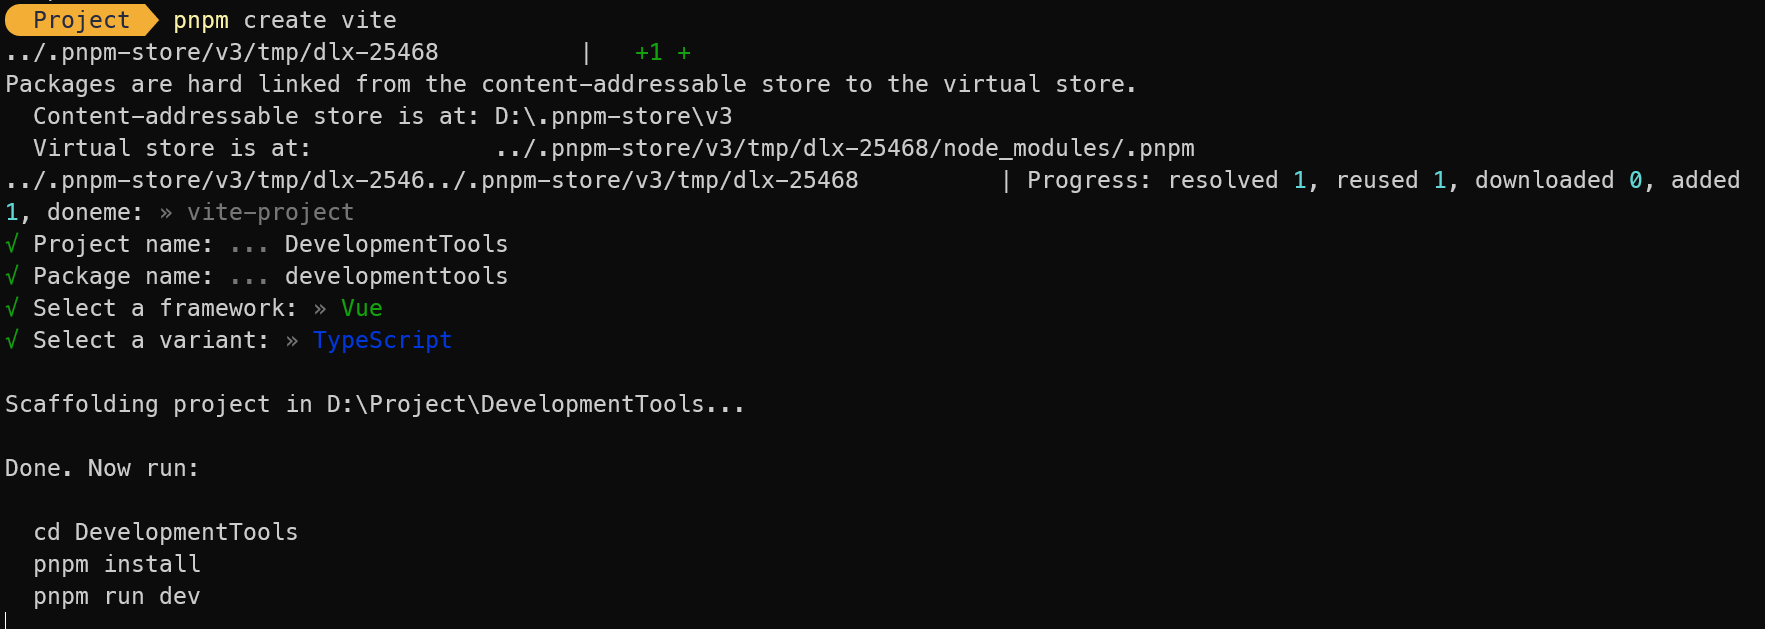 Project pnpm create vite
../.pnpm-store/v3/tmp/dlx-25468          |   +1 +
Packages are hard linked from the content-addressable store to the virtual store.
  Content-addressable store is at: D:\.pnpm-store\v3
  Virtual store is at:             ../.pnpm-store/v3/tmp/dlx-25468/node_modules/.pnpm
../.pnpm-store/v3/tmp/dlx-2546../.pnpm-store/v3/tmp/dlx-25468          | Progress: resolved 1, reused 1, downloaded 0, added
1, doneme: » vite-project
√ Project name: ... DevelopmentTools
√ Package name: ... developmenttools
√ Select a framework: » Vue
√ Select a variant: » TypeScript
Scaffolding project in D:\Project\DevelopmentTools...
Done. Now run:
  cd DevelopmentTools
  pnpm install
  pnpm run dev